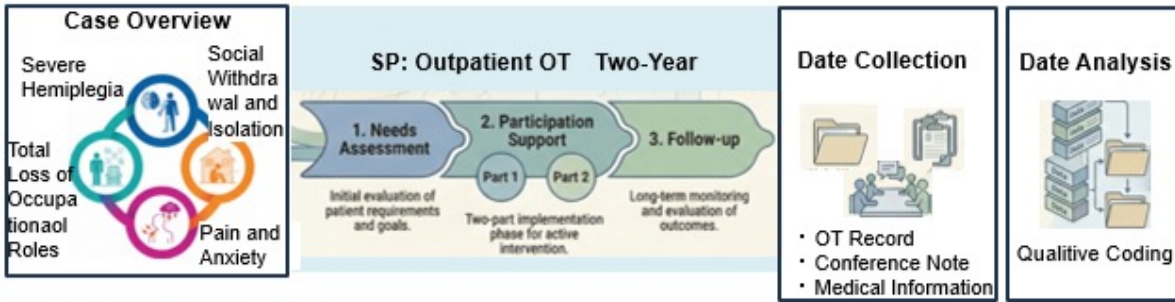 Case Overview
Severe
Hemiplegia
Social
Withdra
wal and
Isolation
Total
Loss of
Occupa
tionaol
Roles
Pain and
Anxiety
SP: Outpatient OT Two-Year
1. Needs
Assessment
Initial evaluation of
patient requirements
and goals.
2. Participation
Support
Part 1
Part 2
Two-part implementation
phase for active
intervention.
3. Follow-up
Long-term monitoring
and evaluation of
outcomes.
Date Collection
・OT Record
・Conference Note
・Medical Information
Date Analysis
Qualitive Coding